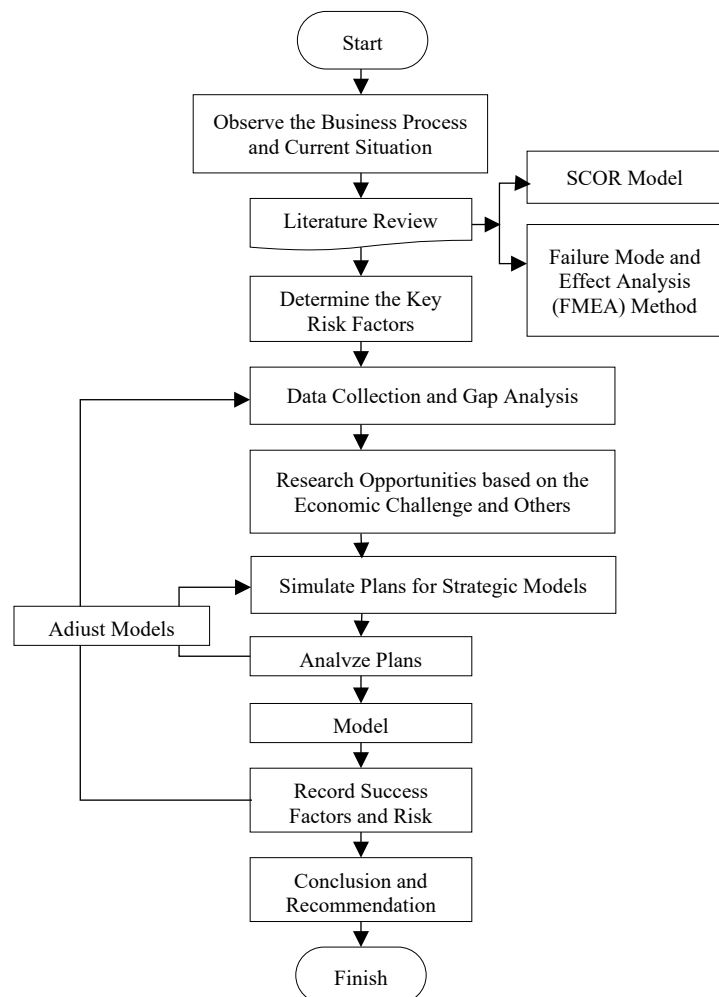 Start
Observe the Business Process
and Current Situation
SCOR Model
Literature Review
Failure Mode and
Effect Analysis
(FMEA) Method
Determine the Key
Risk Factors
Data Collection and Gap Analysis
Research Opportunities based on the
Economic Challenge and Others
Simulate Plans for Strategic Models
Adjust Models
Analyze Plans
Model
Record Success
Factors and Risk
Conclusion and
Recommendation
Finish